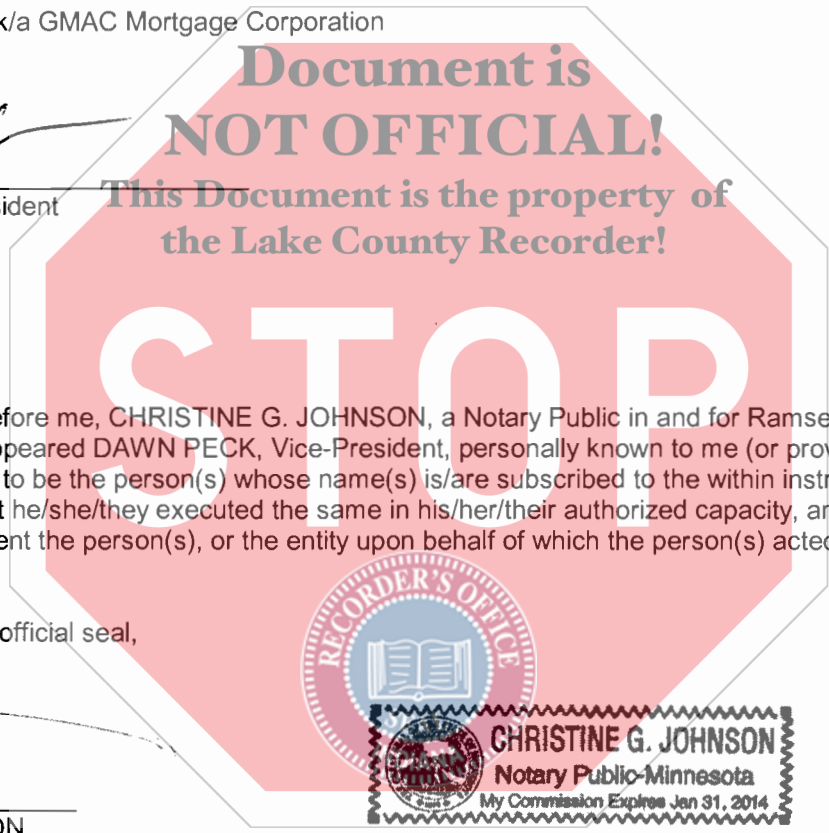 k/a GMAC Mortgage Corporation
Document is
NOT OFFICIAL!
This Document is the property of
the Lake County Recorder!
sident
STOP
efore me, CHRISTINE G. JOHNSON, a Notary Public in and for Ramse
ppeared DAWN PECK, Vice-President, personally known to me (or prov
to be the person(s) whose name(s) is/are subscribed to the within instr
t he/she/they executed the same in his/her/their authorized capacity, an
ent the person(s), or the entity upon behalf of which the person(s) acted
RECORDER'S OFFICE
official seal,
CHRISTINE G. JOHNSON
Notary Public-Minnesota
My Commission Expires Jan 31, 2014
ON